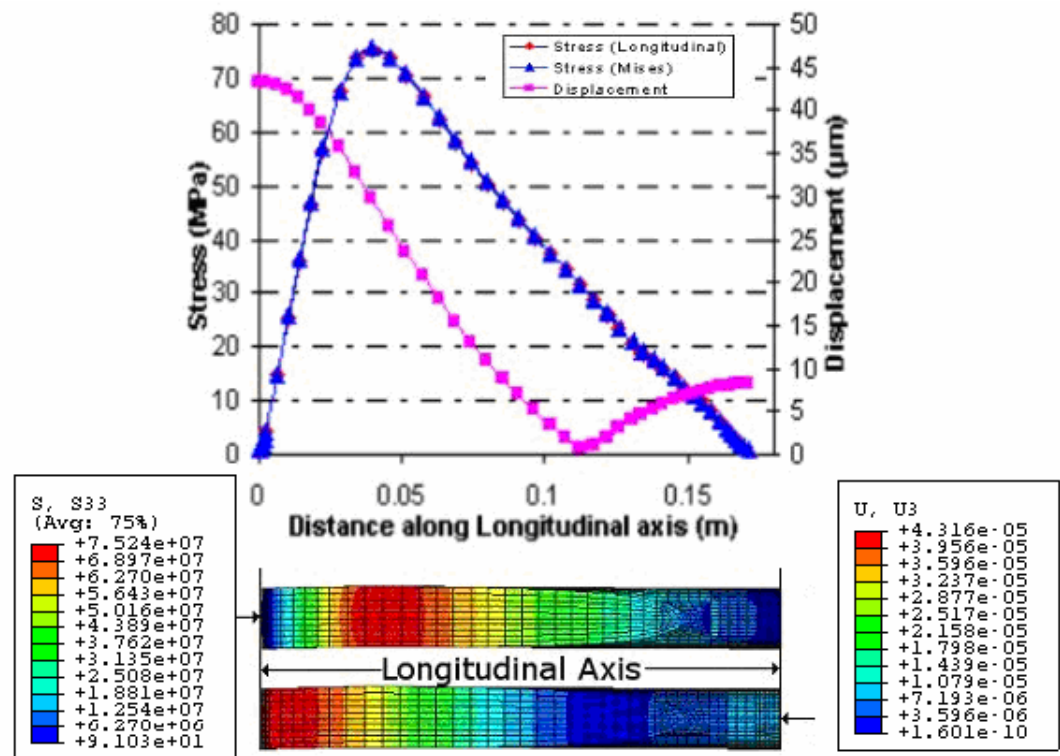 80
70
60
50
40
30
20
10
0
Stress (MPa)
Stress (Longitudinal)
Stress (Mises)
Displacement
50
45
40
35
30
25
20
15
10
5
0
Displacement (µm)
0 0.05 0.1 0.15
Distance along Longitudinal axis (m)
S, S33
(Avg: 75%)
+7.524e+07
+6.897e+07
+6.270e+07
+5.643e+07
+5.016e+07
+4.389e+07
+3.762e+07
+3.135e+07
+2.508e+07
+1.881e+07
+1.254e+07
+6.270e+06
+9.103e+01
Longitudinal Axis
U, U3
+4.316e-05
+3.956e-05
+3.596e-05
+3.237e-05
+2.877e-05
+2.517e-05
+2.158e-05
+1.798e-05
+1.439e-05
+1.079e-05
+7.193e-06
+3.596e-06
+1.601e-10